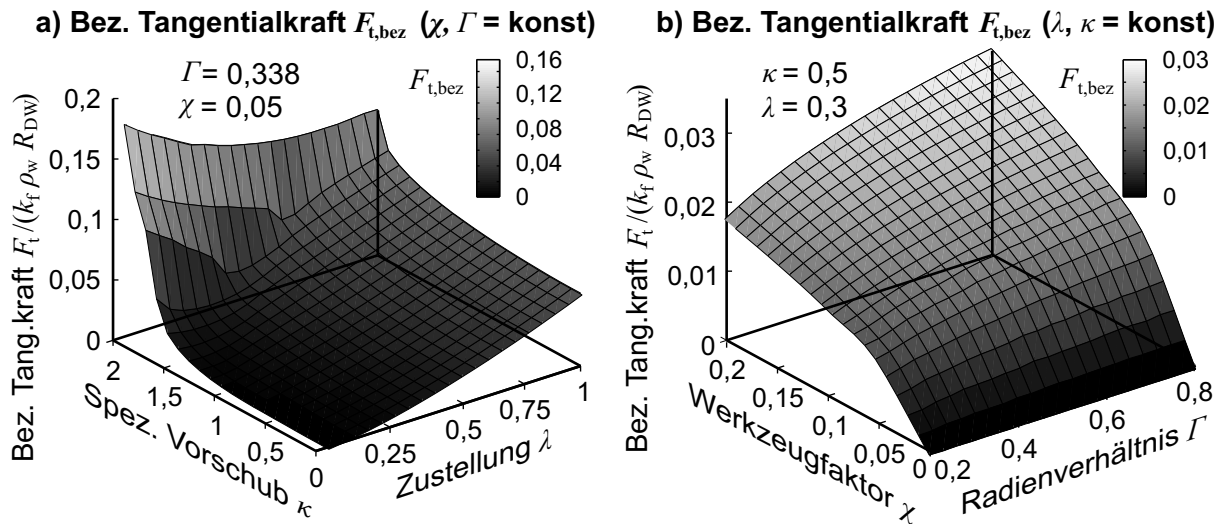 a) Bez. Tangentialkraft F_t,bez (χ, Γ = konst)
Γ = 0,338
χ = 0,05
F_t,bez
0,16
0,12
0,08
0,04
0
Bez. Tang.kraft F_t /(k_f ρ_w R_DW)
0,2
0,15
0,1
0,05
0
2
1,5
1
0,5
0
Spez. Vorschub κ
0,25
0,5
0,75
1
Zustellung λ
b) Bez. Tangentialkraft F_t,bez (λ, κ = konst)
κ = 0,5
λ = 0,3
F_t,bez
0,03
0,02
0,01
0
Bez. Tang.kraft F_t /(k_f ρ_w R_DW)
0,03
0,02
0,01
0
0,2
0,15
0,1
0,05
0
Werkzeugfaktor χ
0,2
0,4
0,6
0,8
Radienverhältnis Γ